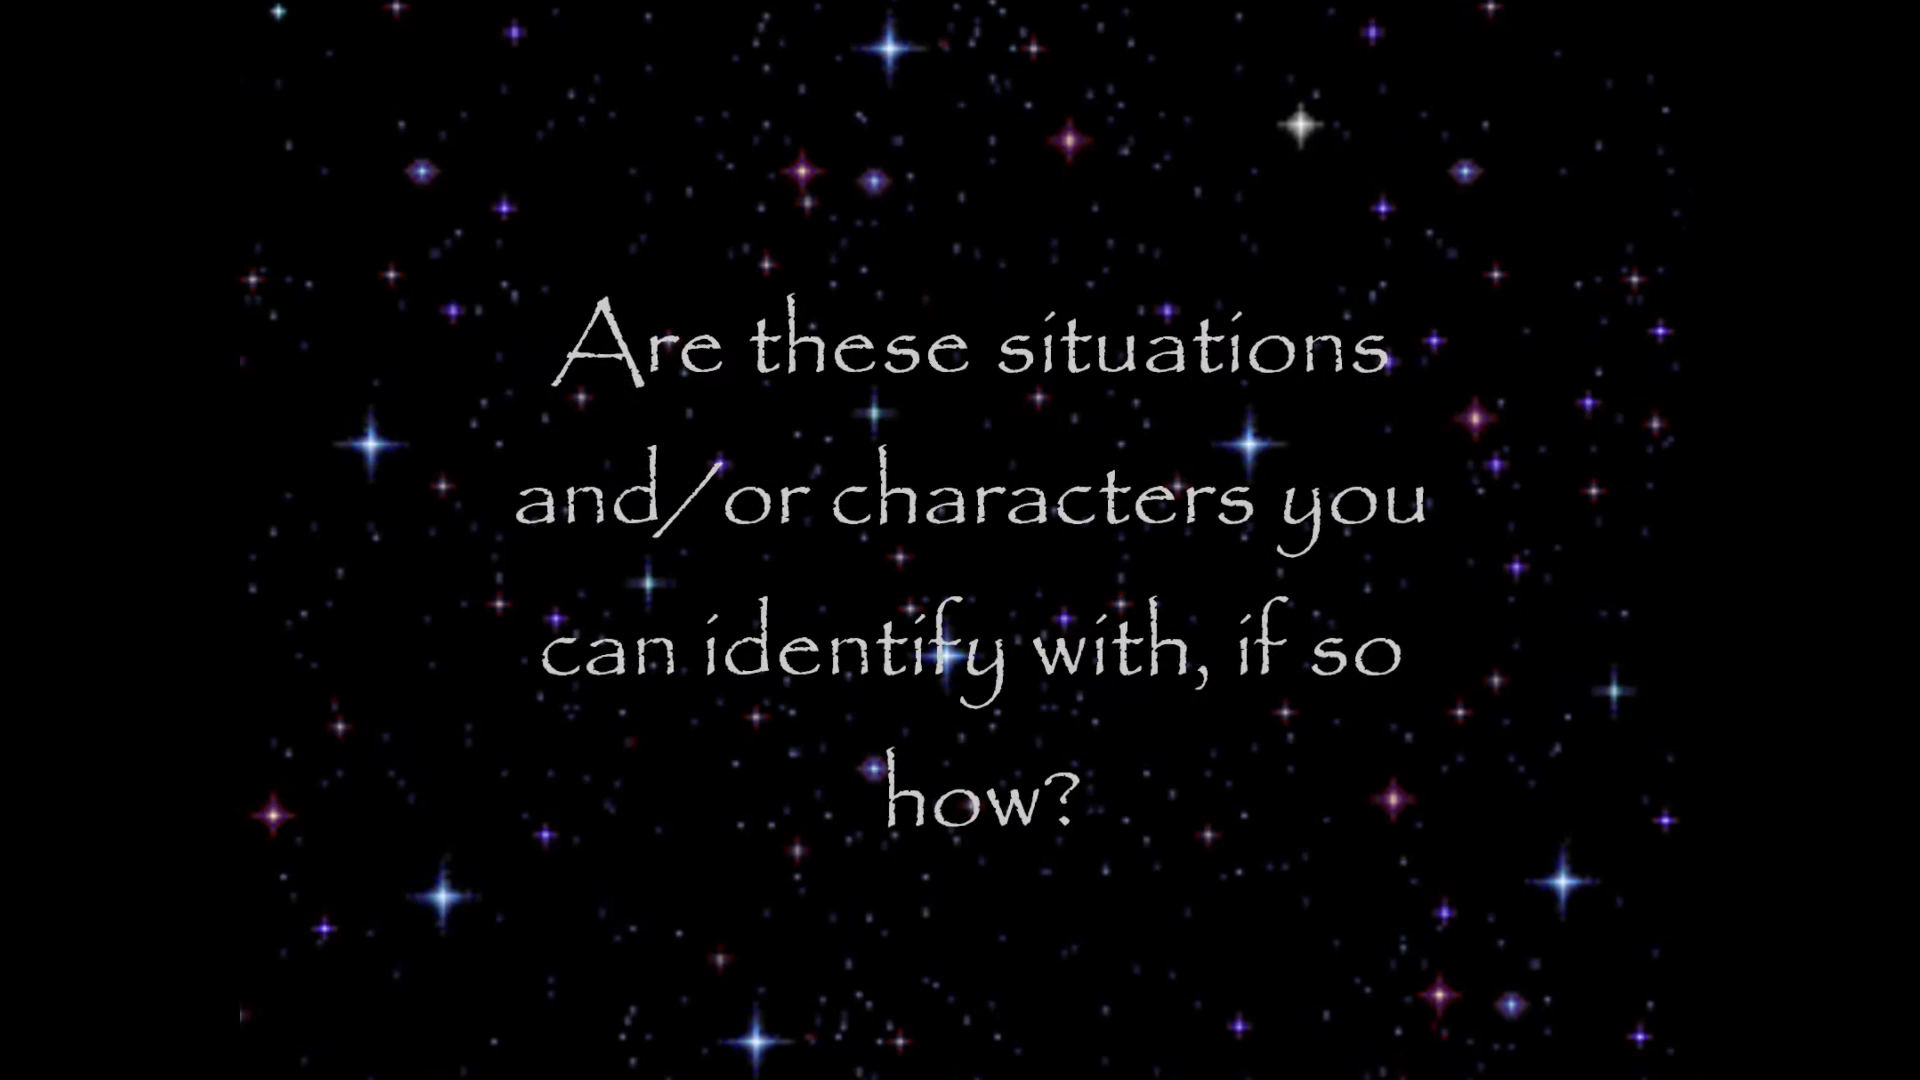 Are these situations
and/or characters you
can identify with, if so
how?